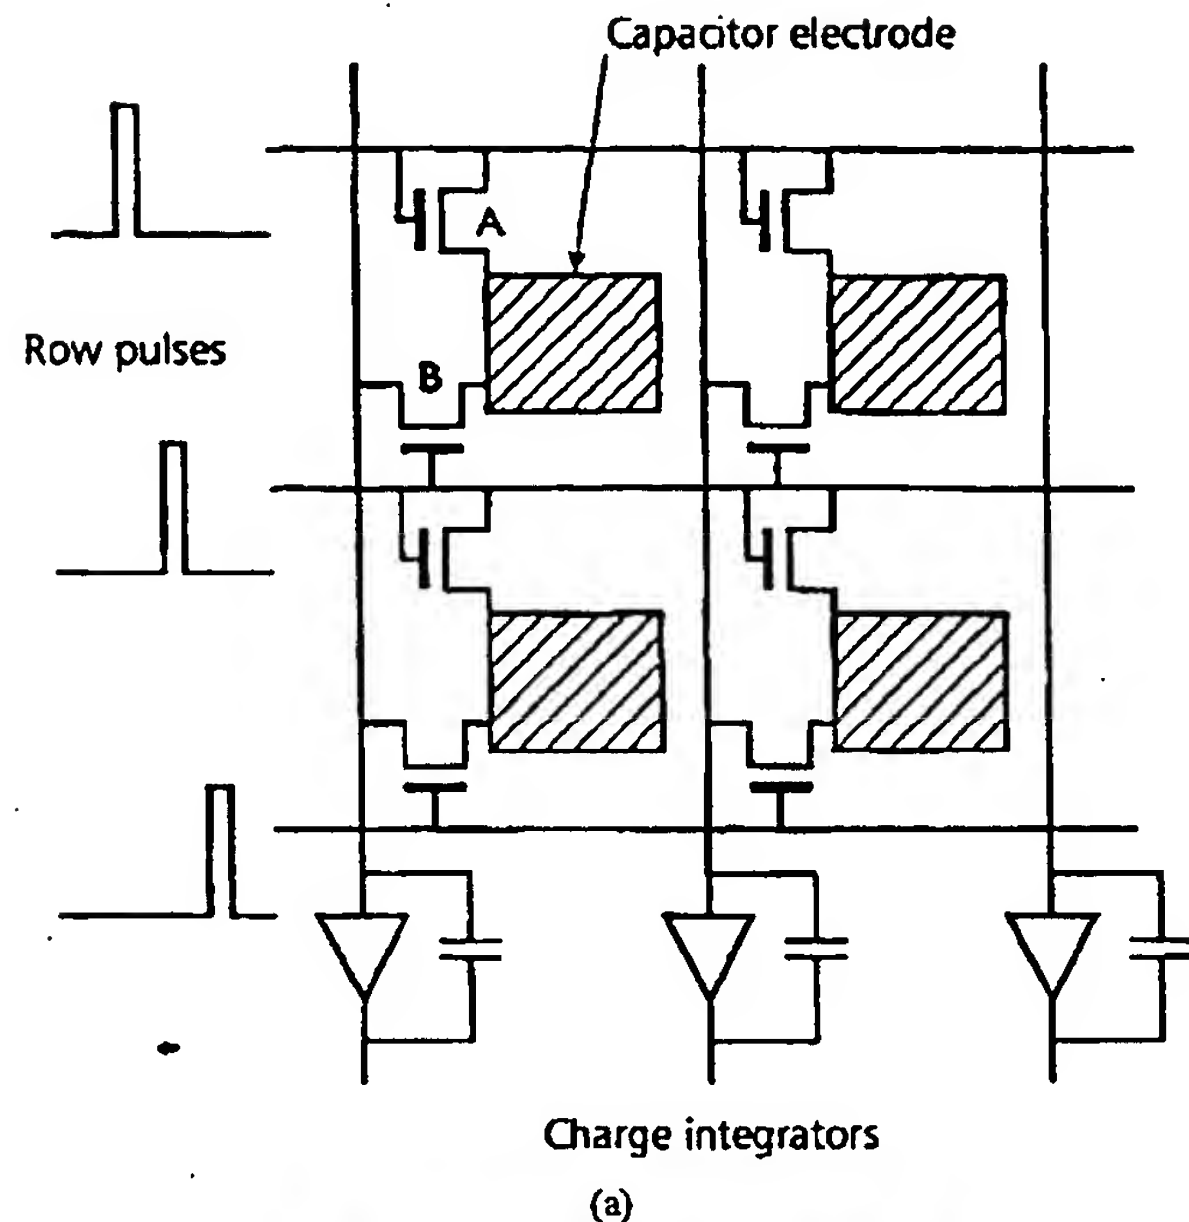 Capacitor electrode
A
Row pulses
B
Charge integrators
(a)